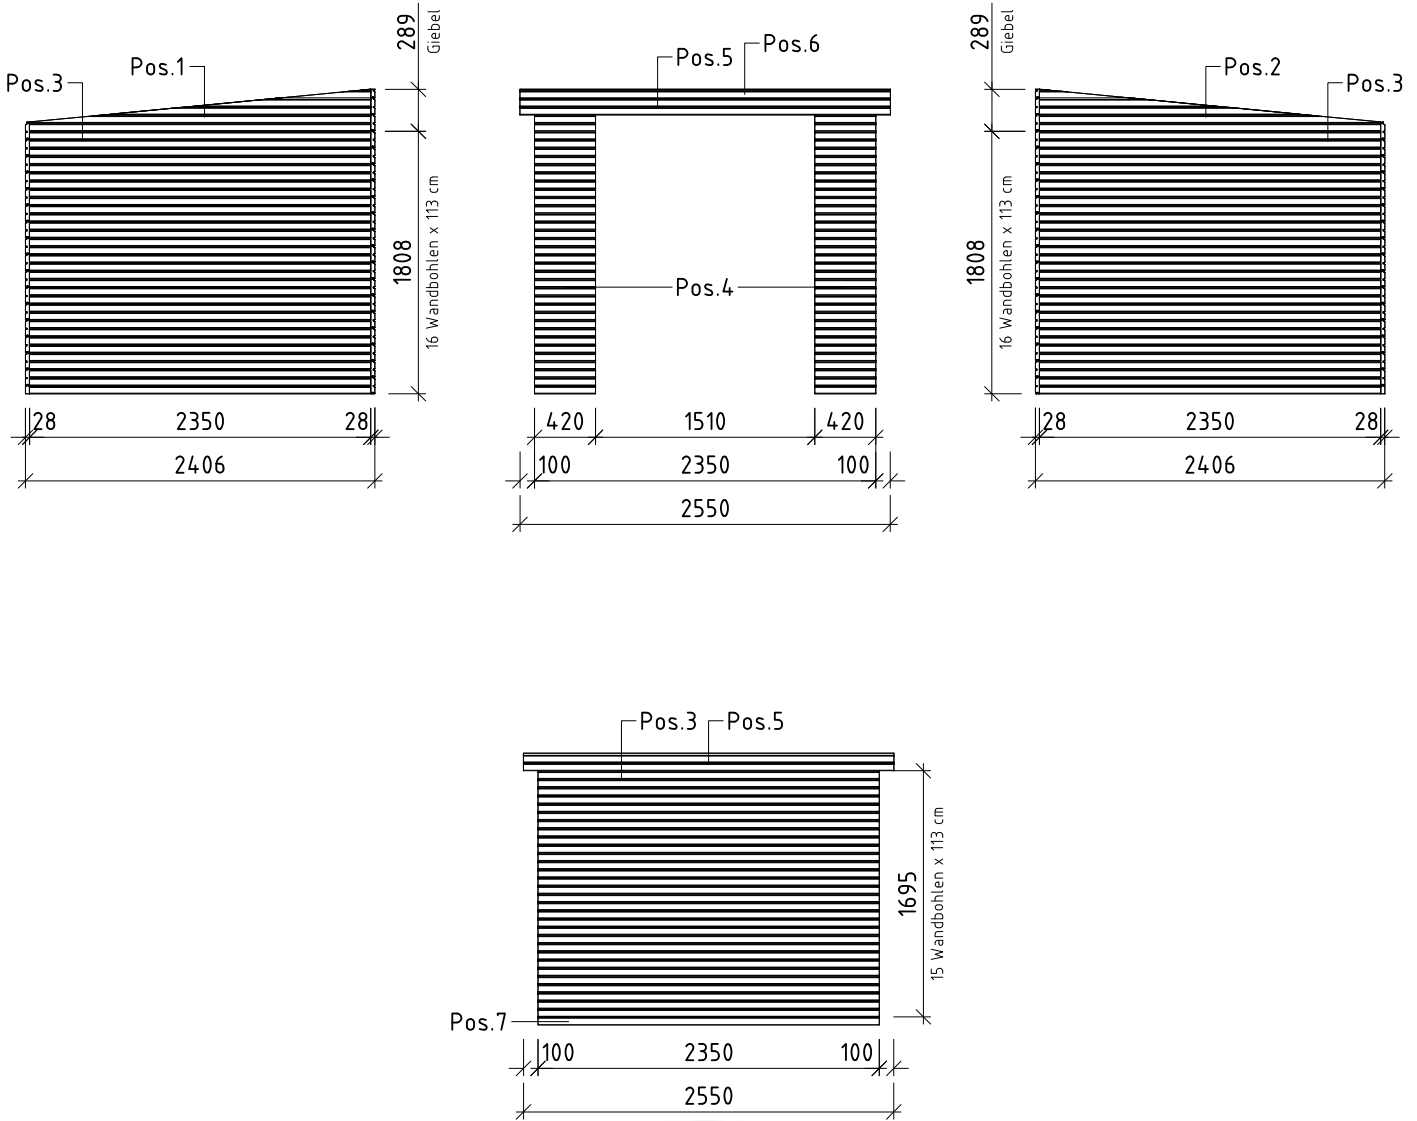 Pos.3
Pos.1
289
Giebel
1808
16 Wandbohlen x 113 cm
28
2350
28
2406
Pos.5
Pos.6
Pos.4
420
1510
420
100
2350
100
2550
289
Giebel
Pos.2
Pos.3
1808
16 Wandbohlen x 113 cm
28
2350
28
2406
Pos.3
Pos.5
1695
15 Wandbohlen x 113 cm
Pos.7
100
2350
100
2550